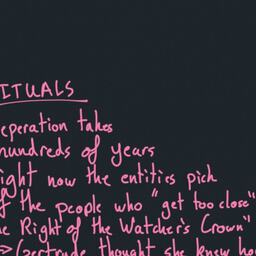 ITUALS
eperation takes
hundreds of years
ight now the entities pick
f the people who "get too close"
e Right of the Watcher's Crown"
(Gertrude thought she knew ho